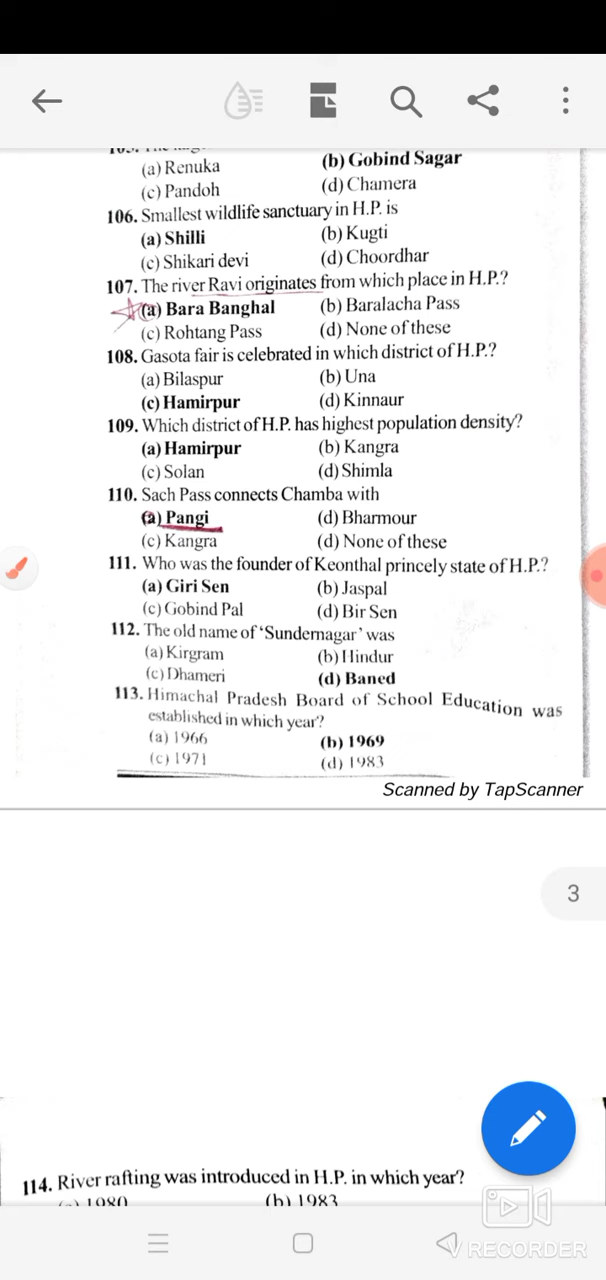 (a) Renuka (b) Gobind Sagar
(c) Pandoh (d) Chamera
106. Smallest wildlife sanctuary in H.P. is
(a) Shilli (b) Kugti
(c) Shikari devi (d) Choordhar
107. The river Ravi originates from which place in H.P.?
(a) Bara Banghal (b) Baralacha Pass
(c) Rohtang Pass (d) None of these
108. Gasota fair is celebrated in which district of H.P.?
(a) Bilaspur (b) Una
(c) Hamirpur (d) Kinnaur
109. Which district of H.P. has highest population density?
(a) Hamirpur (b) Kangra
(c) Solan (d) Shimla
110. Sach Pass connects Chamba with
(a) Pangi (d) Bharmour
(c) Kangra (d) None of these
111. Who was the founder of Keonthal princely state of H.P.?
(a) Giri Sen (b) Jaspal
(c) Gobind Pal (d) Bir Sen
112. The old name of ‘Sundernagar’ was
(a) Kirgram (b) Hindur
(c) Dhameri (d) Baned
113. Himachal Pradesh Board of School Education was
established in which year?
(a) 1966 (b) 1969
(c) 1971 (d) 1983
Scanned by TapScanner
3
114. River rafting was introduced in H.P. in which year?
(a) 1980 (b) 1983
V RECORDER